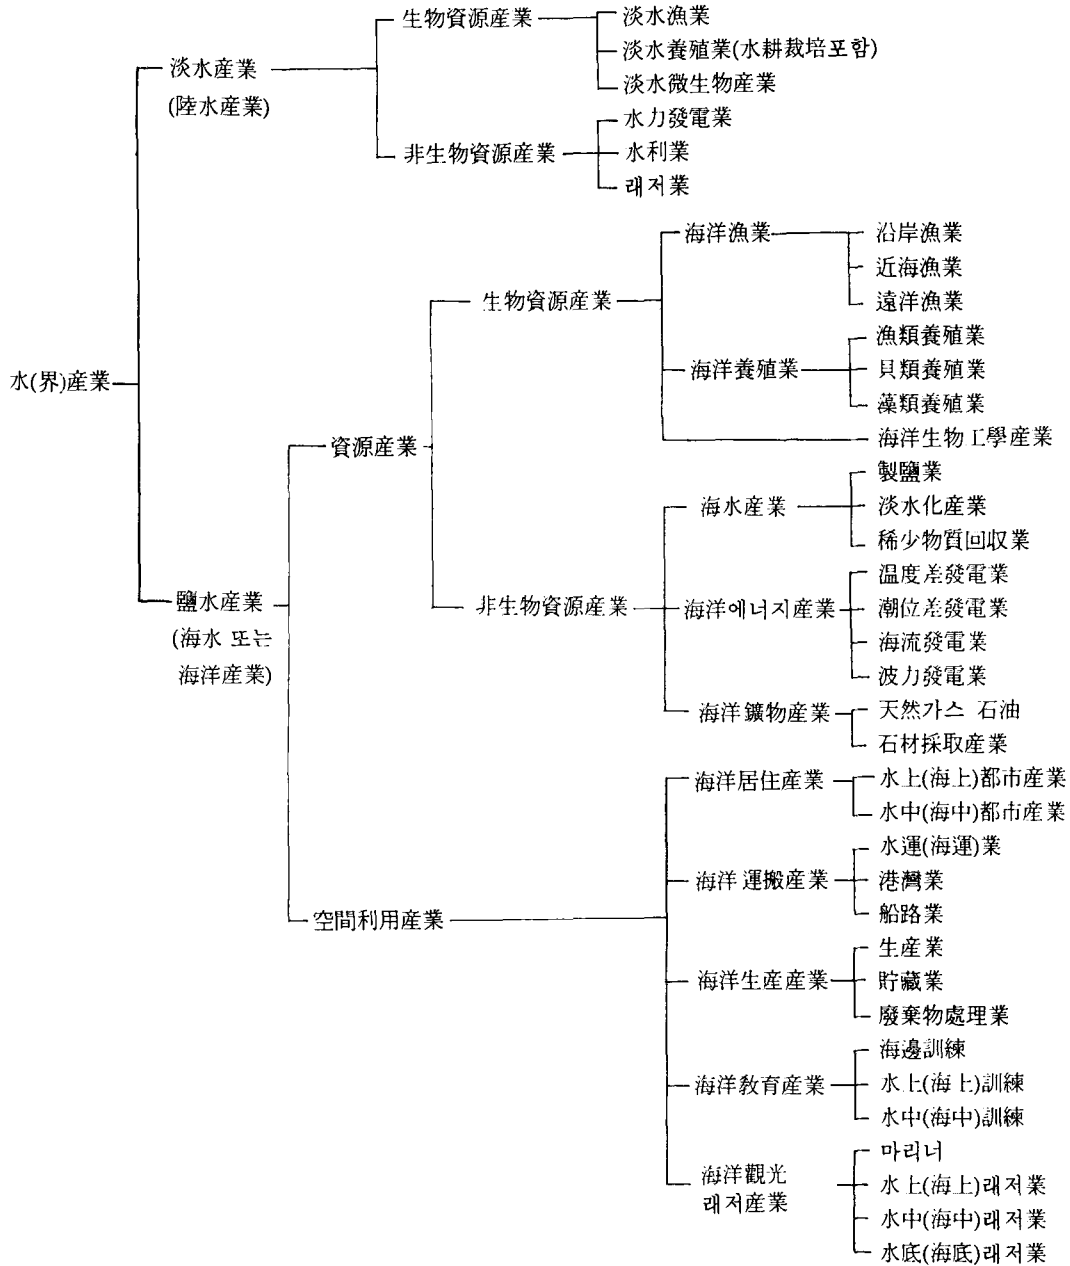 水(界)産業
淡水産業
(陸水産業)
生物資源産業
淡水漁業
淡水養殖業(水耕栽培포함)
淡水微生物産業
非生物資源産業
水力發電業
水利業
래저業
鹽水産業
(海水 또는
海洋産業)
資源産業
生物資源産業
海洋漁業
沿岸漁業
近海漁業
遠洋漁業
海洋養殖業
漁類養殖業
貝類養殖業
藻類養殖業
海洋生物工學産業
非生物資源産業
海水産業
製鹽業
淡水化産業
稀少物質回収業
海洋에너지産業
温度差發電業
潮位差發電業
海流發電業
波力發電業
海洋鑛物産業
天然가스 石油
石材採取産業
空間利用産業
海洋居住産業
水上(海上)都市産業
水中(海中)都市産業
海洋運搬産業
水運(海運)業
港灣業
船路業
海洋生産産業
生産業
貯藏業
廢棄物處理業
海洋敎育産業
海邊訓練
水上(海上)訓練
水中(海中)訓練
海洋觀光
래저産業
마리너
水上(海上)래저業
水中(海中)래저業
水底(海底)래저業